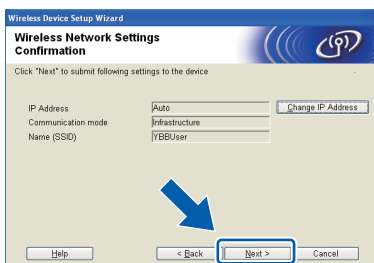 Wireless Device Setup Wizard
Wireless Network Settings
Confirmation
Click "Next" to submit following settings to the device
IP Address Auto Change IP Address
Communication mode Infrastructure
Name (SSID) YBBUser
Help < Back Next > Cancel